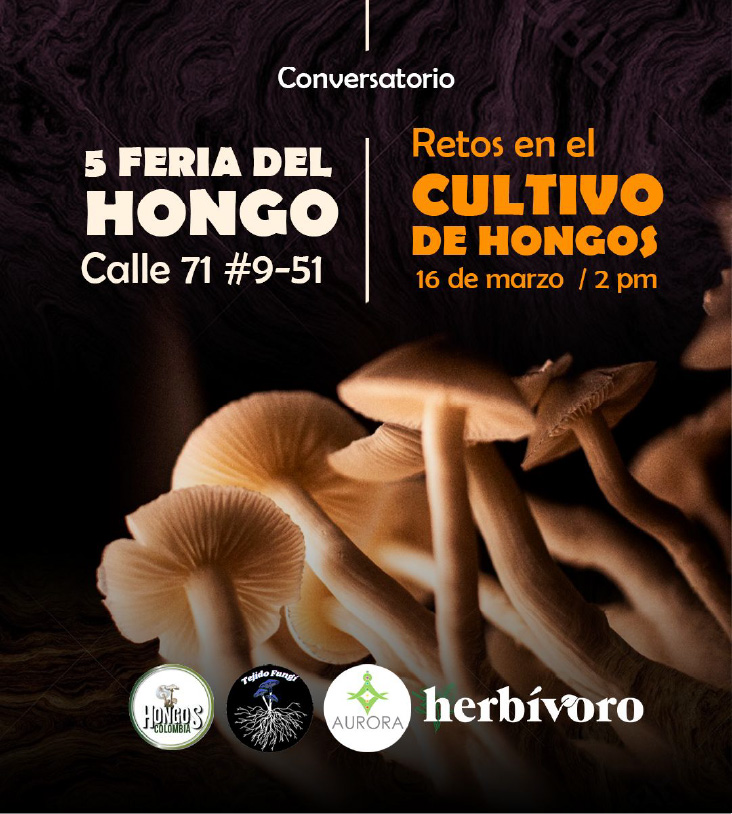 Conversatorio
5 FERIA DEL
HONGO
Calle 71 #9-51
Retos en el
CULTIVO
DE HONGOS
16 de marzo / 2 pm
HONGOS
COLOMBIA
Tejido Fungi
AURORA
herbívoro